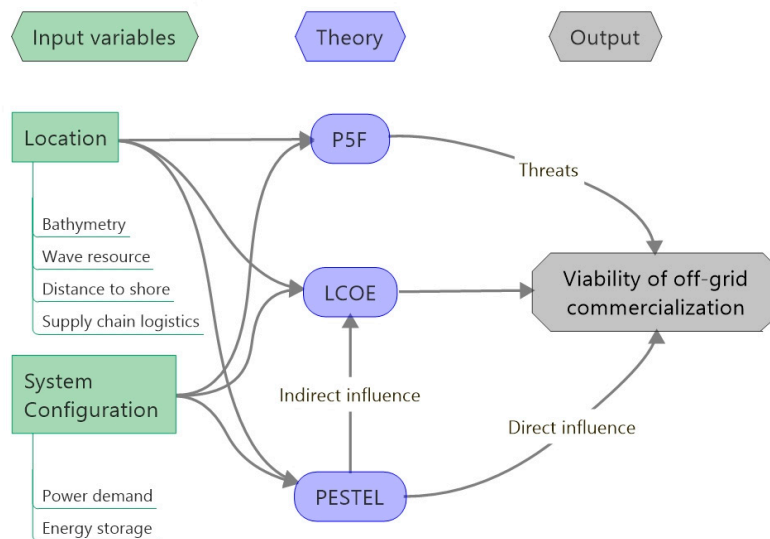 Input variables
Theory
Output
Location
P5F
Threats
Bathymetry
Wave resource
Distance to shore
Supply chain logistics
LCOE
Viability of off-grid
commercialization
System
Configuration
Indirect influence
Direct influence
Power demand
Energy storage
PESTEL